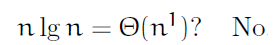 n lg n = Θ(n¹)? No